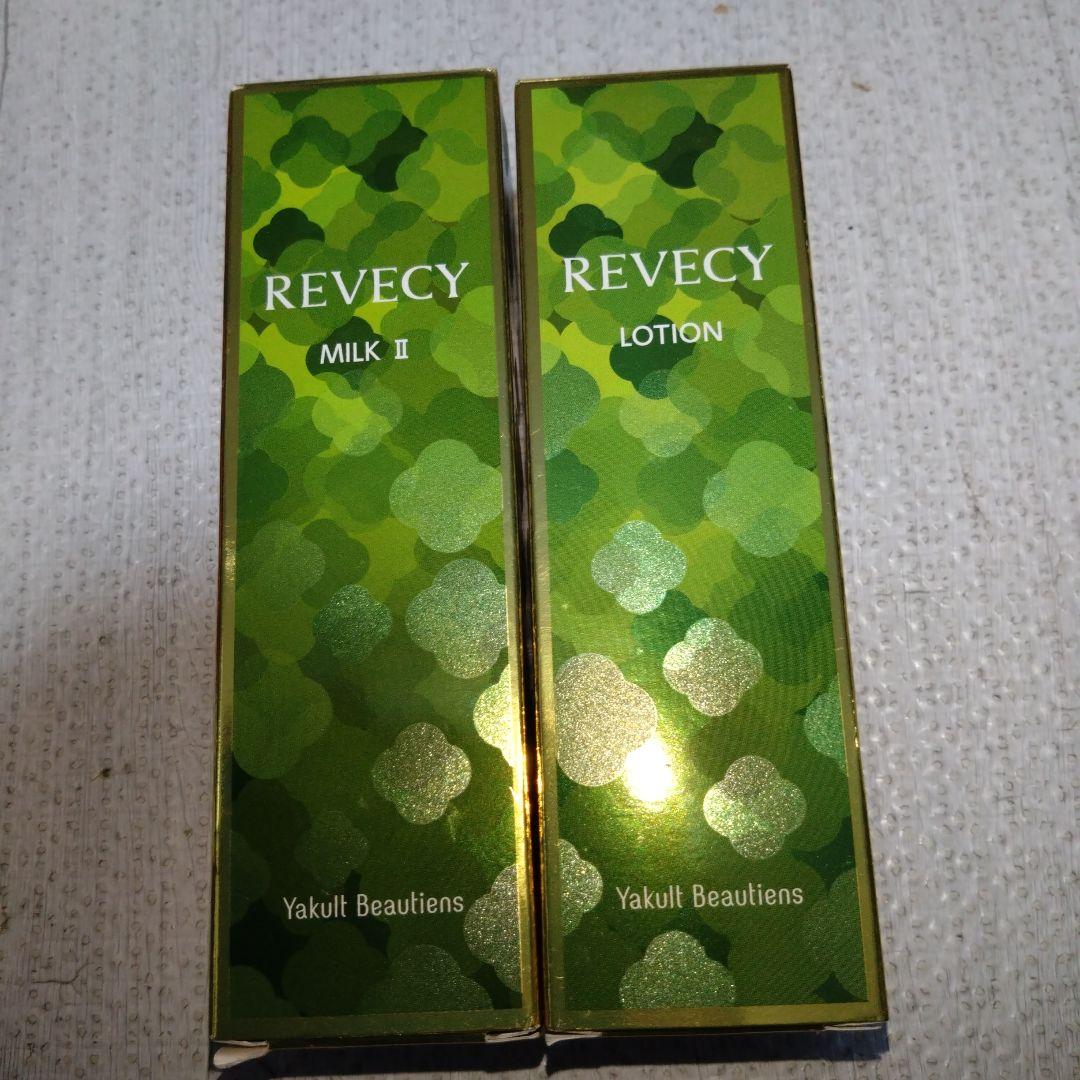 REVECY
MILK Ⅱ
Yakult Beautiens
REVECY
LOTION
Yakult Beautiens